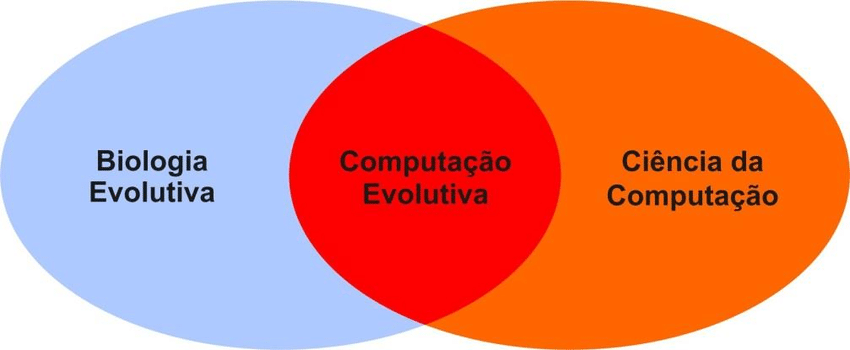 Biologia
Evolutiva
Computação
Evolutiva
Ciência da
Computação